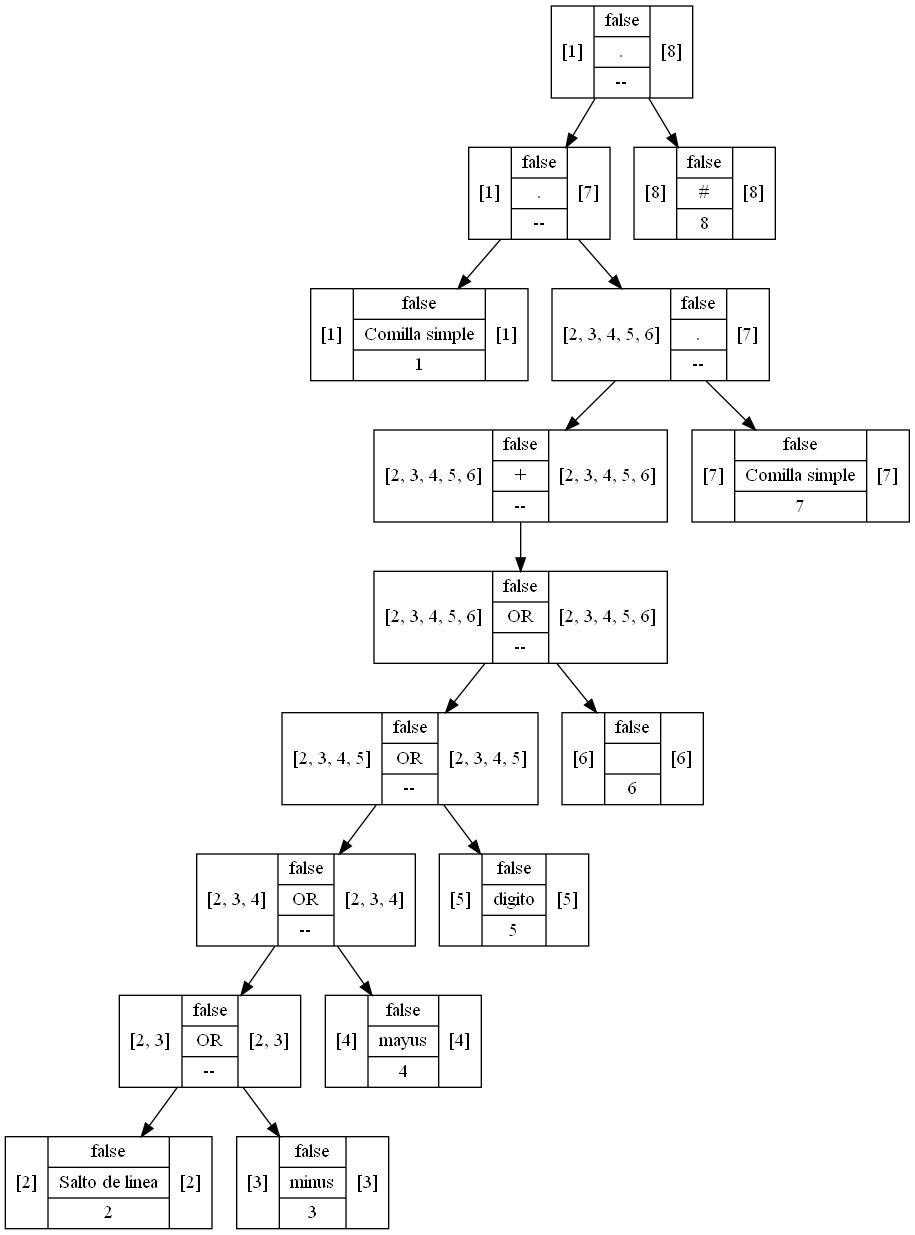 false
[1] . [8]
--
false
[1] . [7]
--
false
[8] # [8]
8
false
[1] Comilla simple [1]
1
false
[2, 3, 4, 5, 6] . [7]
--
false
[2, 3, 4, 5, 6] + [2, 3, 4, 5, 6]
--
false
[7] Comilla simple [7]
7
false
[2, 3, 4, 5, 6] OR [2, 3, 4, 5, 6]
--
false
[2, 3, 4, 5] OR [2, 3, 4, 5]
--
false
[6] [6]
6
false
[2, 3, 4] OR [2, 3, 4]
--
false
[5] digito [5]
5
false
[2, 3] OR [2, 3]
--
false
[4] mayus [4]
4
false
[2] Salto de linea [2]
2
false
[3] minus [3]
3